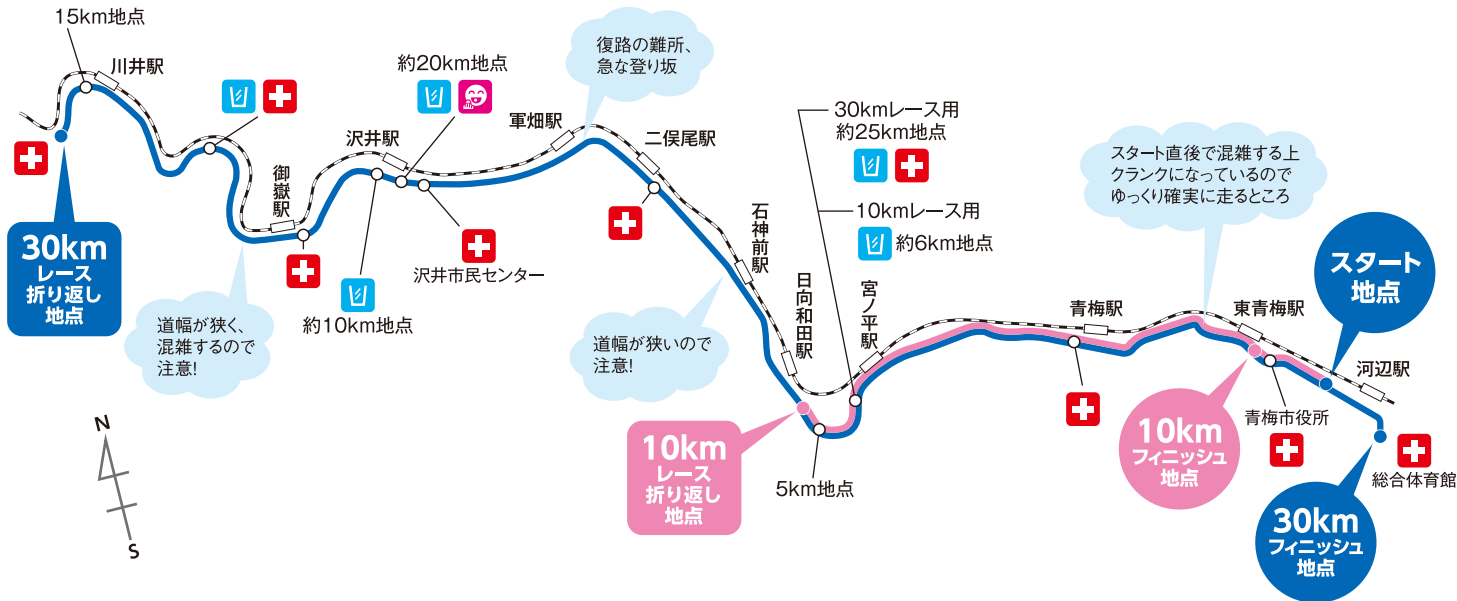 15km地点
川井駅
30km
レース
折り返し
地点
道幅が狭く、
混雑するので
注意!
御嶽駅
沢井駅
約20km地点
約10km地点
沢井市民センター
軍畑駅
復路の難所、
急な登り坂
二俣尾駅
石神前駅
道幅が狭いので
注意!
日向和田駅
10km
レース
折り返し
地点
5km地点
宮ノ平駅
30kmレース用
約25km地点
10kmレース用
約6km地点
青梅駅
スタート直後で混雑する上
クランクになっているので
ゆっくり確実に走るところ
東青梅駅
スタート
地点
河辺駅
10km
フィニッシュ
地点
青梅市役所
総合体育館
30km
フィニッシュ
地点
N
S